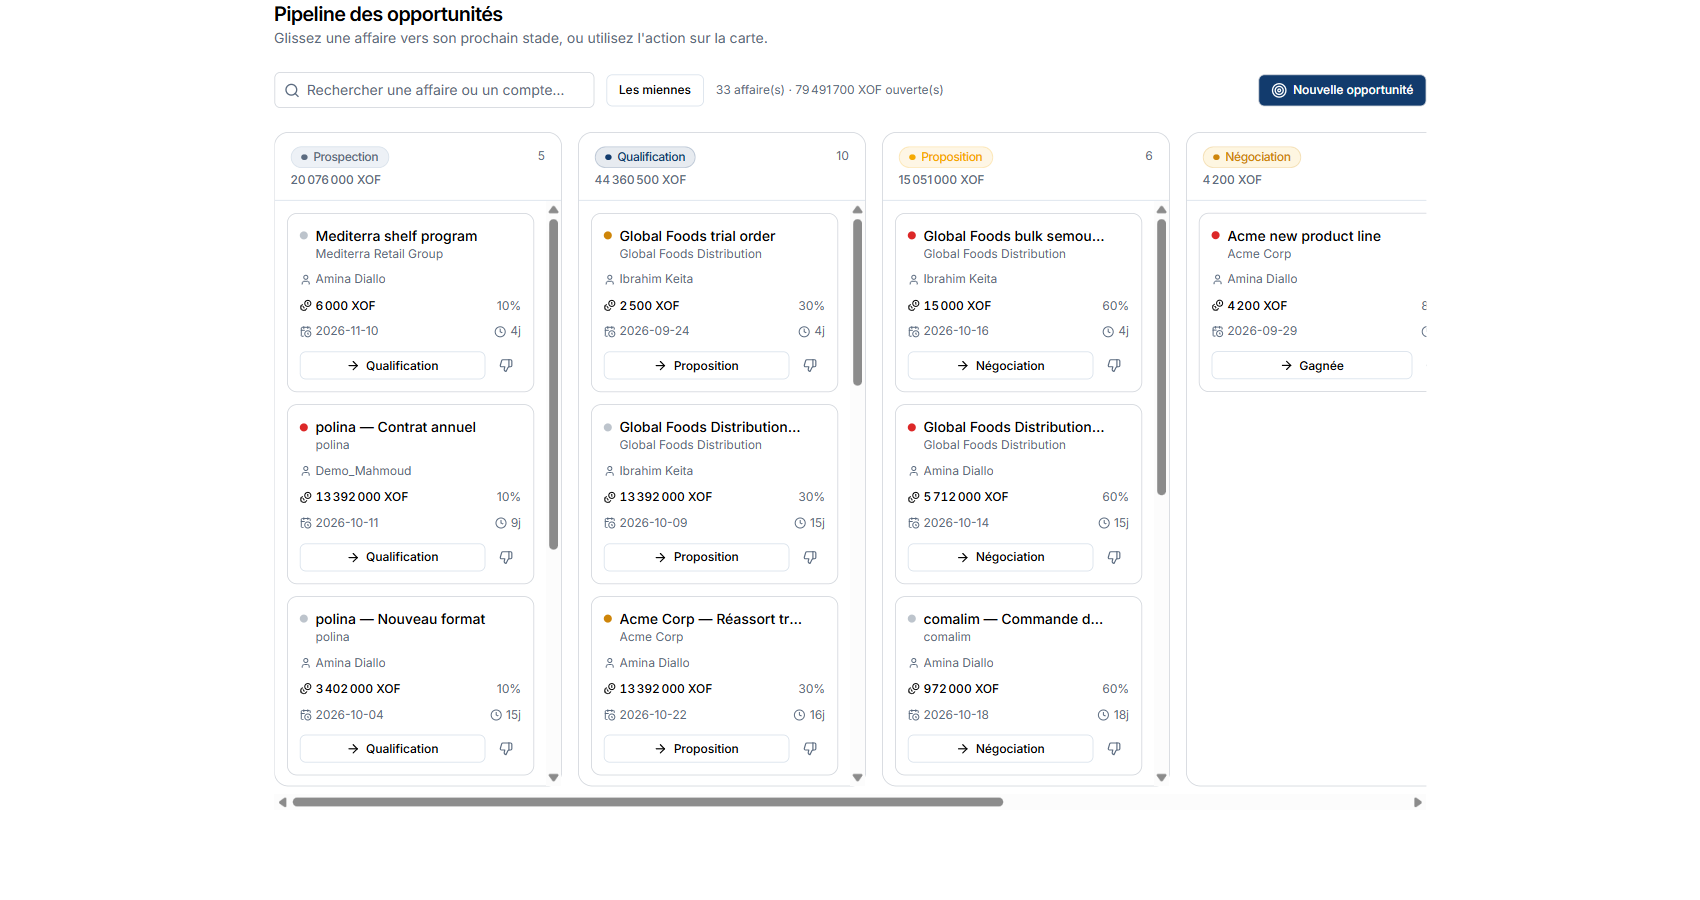 Pipeline des opportunités
Glissez une affaire vers son prochain stade, ou utilisez l'action sur la carte.
Rechercher une affaire ou un compte...
Les miennes
33 affaire(s) · 79 491 700 XOF ouverte(s)
Nouvelle opportunité
Prospection
5
20 076 000 XOF
Mediterra shelf program
Mediterra Retail Group
Amina Diallo
6 000 XOF
10%
2026-11-10
4j
Qualification
polina — Contrat annuel
polina
Demo_Mahmoud
13 392 000 XOF
10%
2026-10-11
9j
Qualification
polina — Nouveau format
polina
Amina Diallo
3 402 000 XOF
10%
2026-10-04
15j
Qualification
Qualification
10
44 360 500 XOF
Global Foods trial order
Global Foods Distribution
Ibrahim Keita
2 500 XOF
30%
2026-09-24
4j
Proposition
Global Foods Distribution...
Global Foods Distribution
Ibrahim Keita
13 392 000 XOF
30%
2026-10-09
15j
Proposition
Acme Corp — Réassort tr...
Acme Corp
Amina Diallo
13 392 000 XOF
30%
2026-10-22
16j
Proposition
Proposition
6
15 051 000 XOF
Global Foods bulk semou...
Global Foods Distribution
Ibrahim Keita
15 000 XOF
60%
2026-10-16
4j
Négociation
Global Foods Distribution...
Global Foods Distribution
Amina Diallo
5 712 000 XOF
60%
2026-10-14
15j
Négociation
comalim — Commande d...
comalim
Amina Diallo
972 000 XOF
60%
2026-10-18
18j
Négociation
Négociation
4 200 XOF
Acme new product line
Acme Corp
Amina Diallo
4 200 XOF
2026-09-29
Gagnée